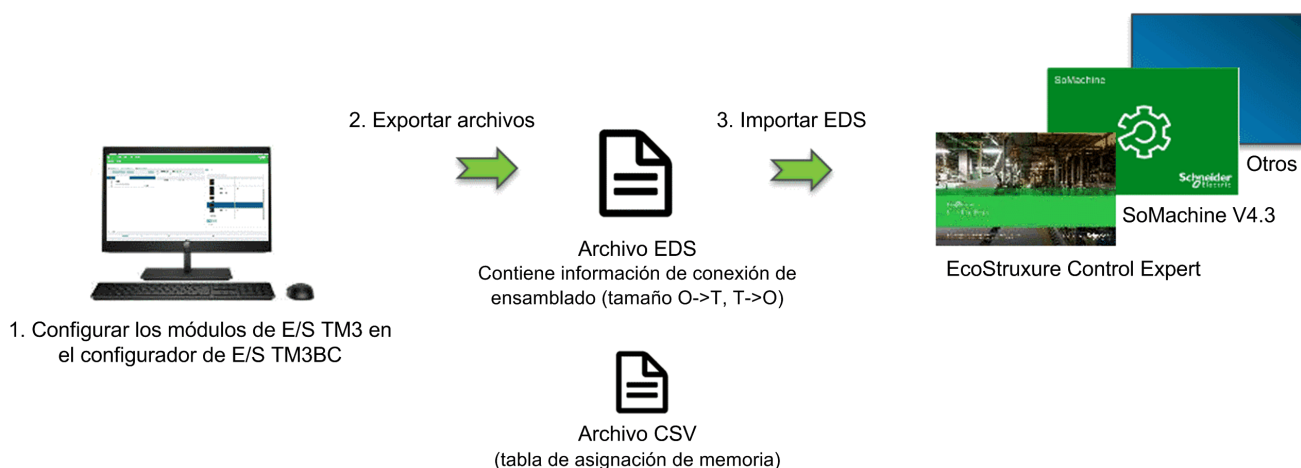 2. Exportar archivos
3. Importar EDS
SoMachine
Schneider
Electric
Otros
SoMachine V4.3
EcoStruxure Control Expert
Archivo EDS
Contiene información de conexión de
ensamblado (tamaño O->T, T->O)
1. Configurar los módulos de E/S TM3 en
el configurador de E/S TM3BC
Archivo CSV
(tabla de asignación de memoria)